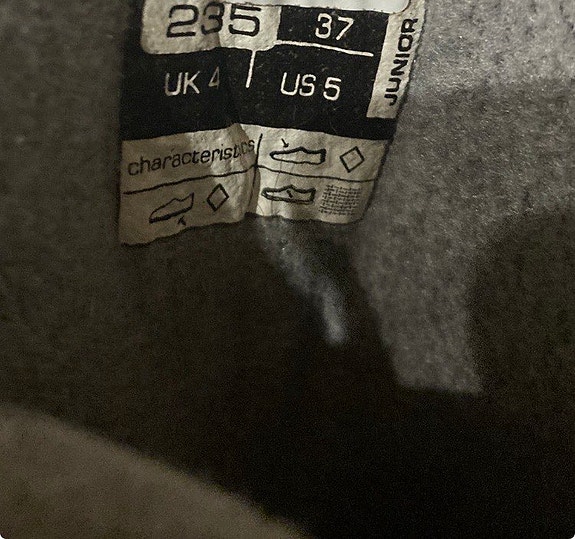 235 37
UK 4 US 5
JUNIOR
characteristics